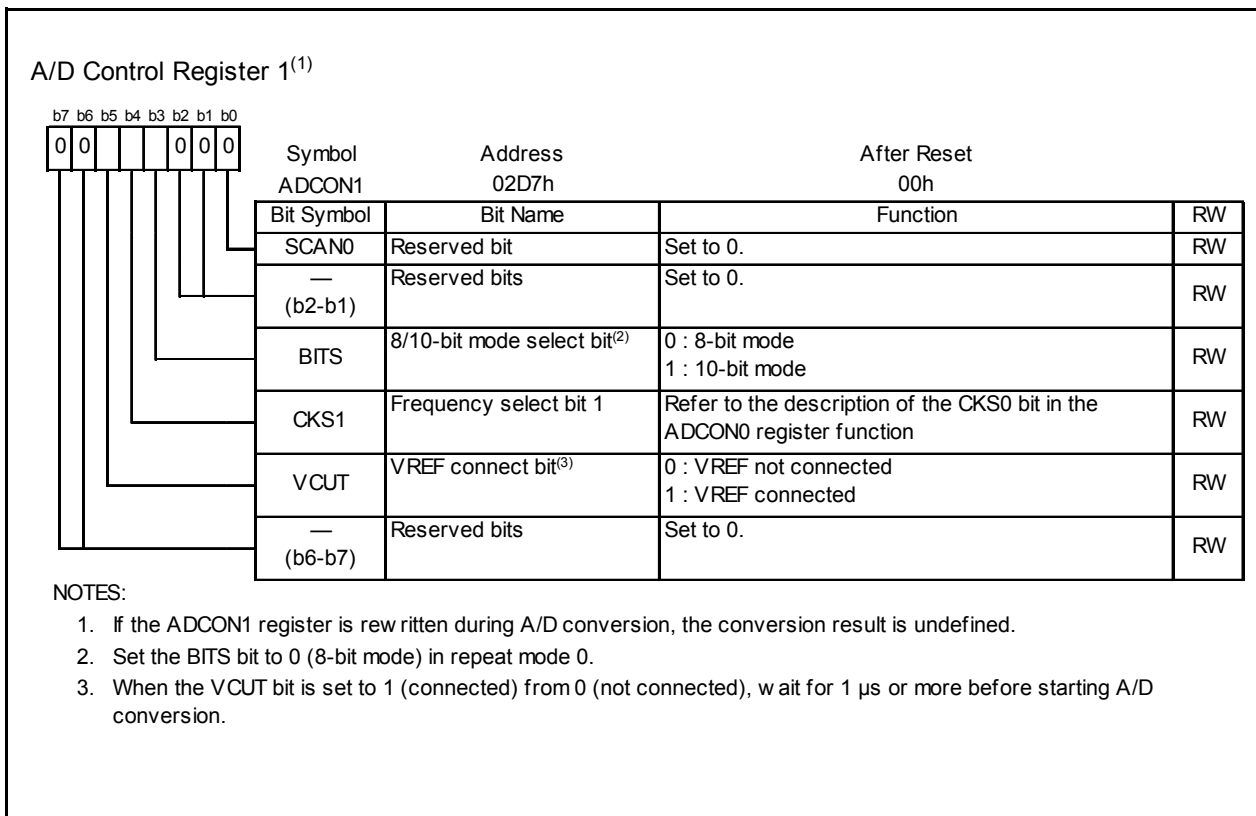 A/D Control Register 1(1)
b7 b6 b5 b4 b3 b2 b1 b0
0 0 0 0 0
Symbol Address After Reset
ADCON1 02D7h 00h
Bit Symbol Bit Name Function RW
SCAN0 Reserved bit Set to 0. RW
— (b2-b1) Reserved bits Set to 0. RW
BITS 8/10-bit mode select bit(2) 0 : 8-bit mode
1 : 10-bit mode RW
CKS1 Frequency select bit 1 Refer to the description of the CKS0 bit in the
ADCON0 register function RW
VCUT VREF connect bit(3) 0 : VREF not connected
1 : VREF connected RW
— (b6-b7) Reserved bits Set to 0. RW
NOTES:
1. If the ADCON1 register is rewritten during A/D conversion, the conversion result is undefined.
2. Set the BITS bit to 0 (8-bit mode) in repeat mode 0.
3. When the VCUT bit is set to 1 (connected) from 0 (not connected), wait for 1 µs or more before starting A/D
conversion.